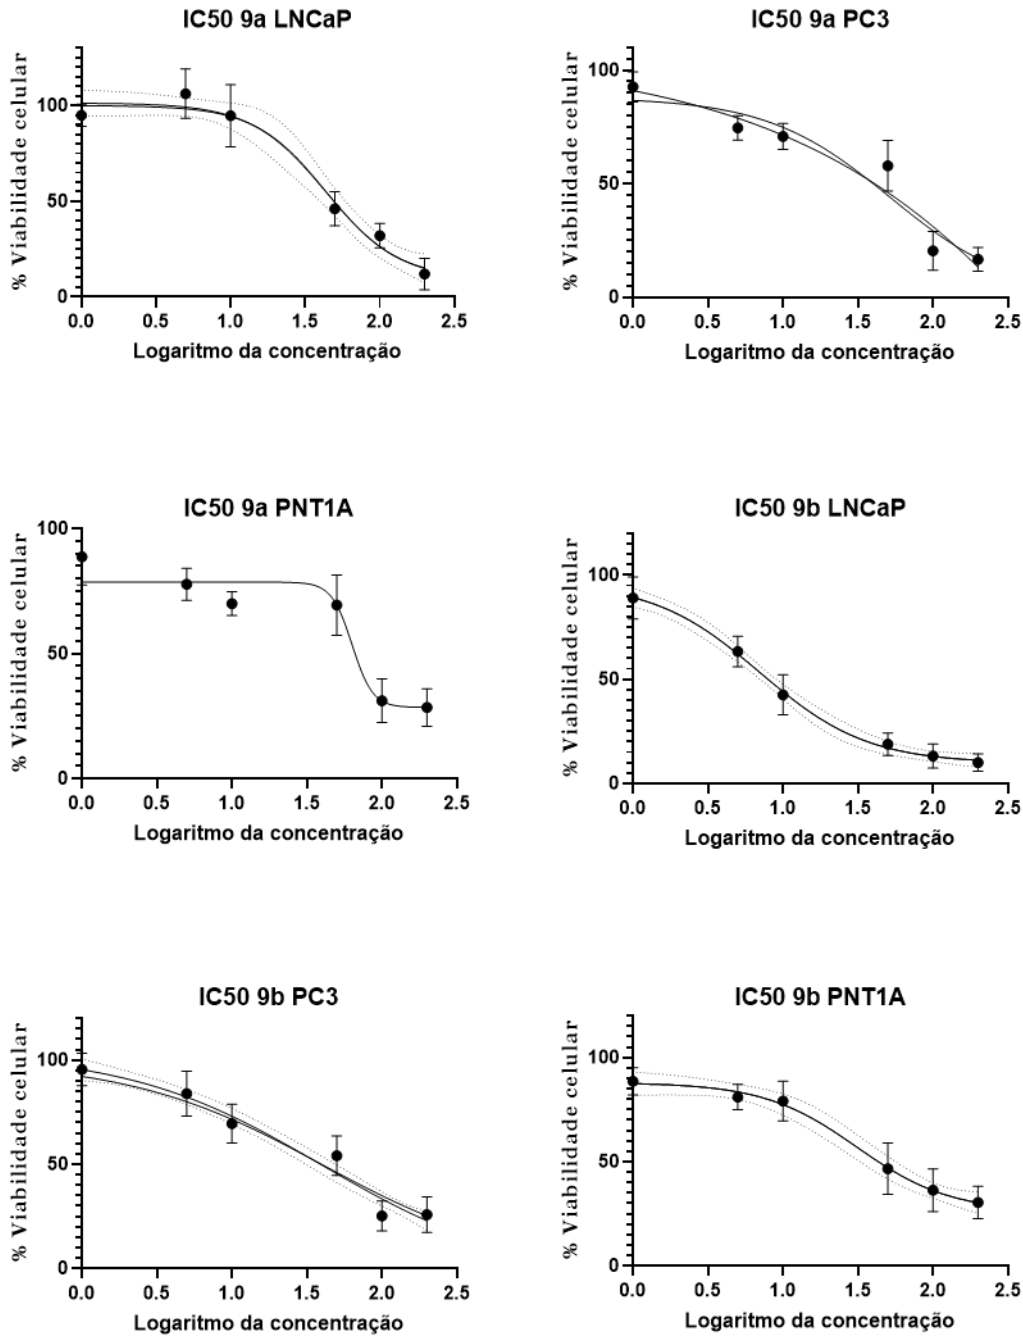 IC50 9a LNCaP
% Viabilidade celular
100
50
0
0.0 0.5 1.0 1.5 2.0 2.5
Logaritmo da concentração
IC50 9a PC3
% Viabilidade celular
100
50
0
0.0 0.5 1.0 1.5 2.0 2.5
Logaritmo da concentração
IC50 9a PNT1A
% Viabilidade celular
100
50
0
0.0 0.5 1.0 1.5 2.0 2.5
Logaritmo da concentração
IC50 9b LNCaP
% Viabilidade celular
100
50
0
0.0 0.5 1.0 1.5 2.0 2.5
Logaritmo da concentração
IC50 9b PC3
% Viabilidade celular
100
50
0
0.0 0.5 1.0 1.5 2.0 2.5
Logaritmo da concentração
IC50 9b PNT1A
% Viabilidade celular
100
50
0
0.0 0.5 1.0 1.5 2.0 2.5
Logaritmo da concentração